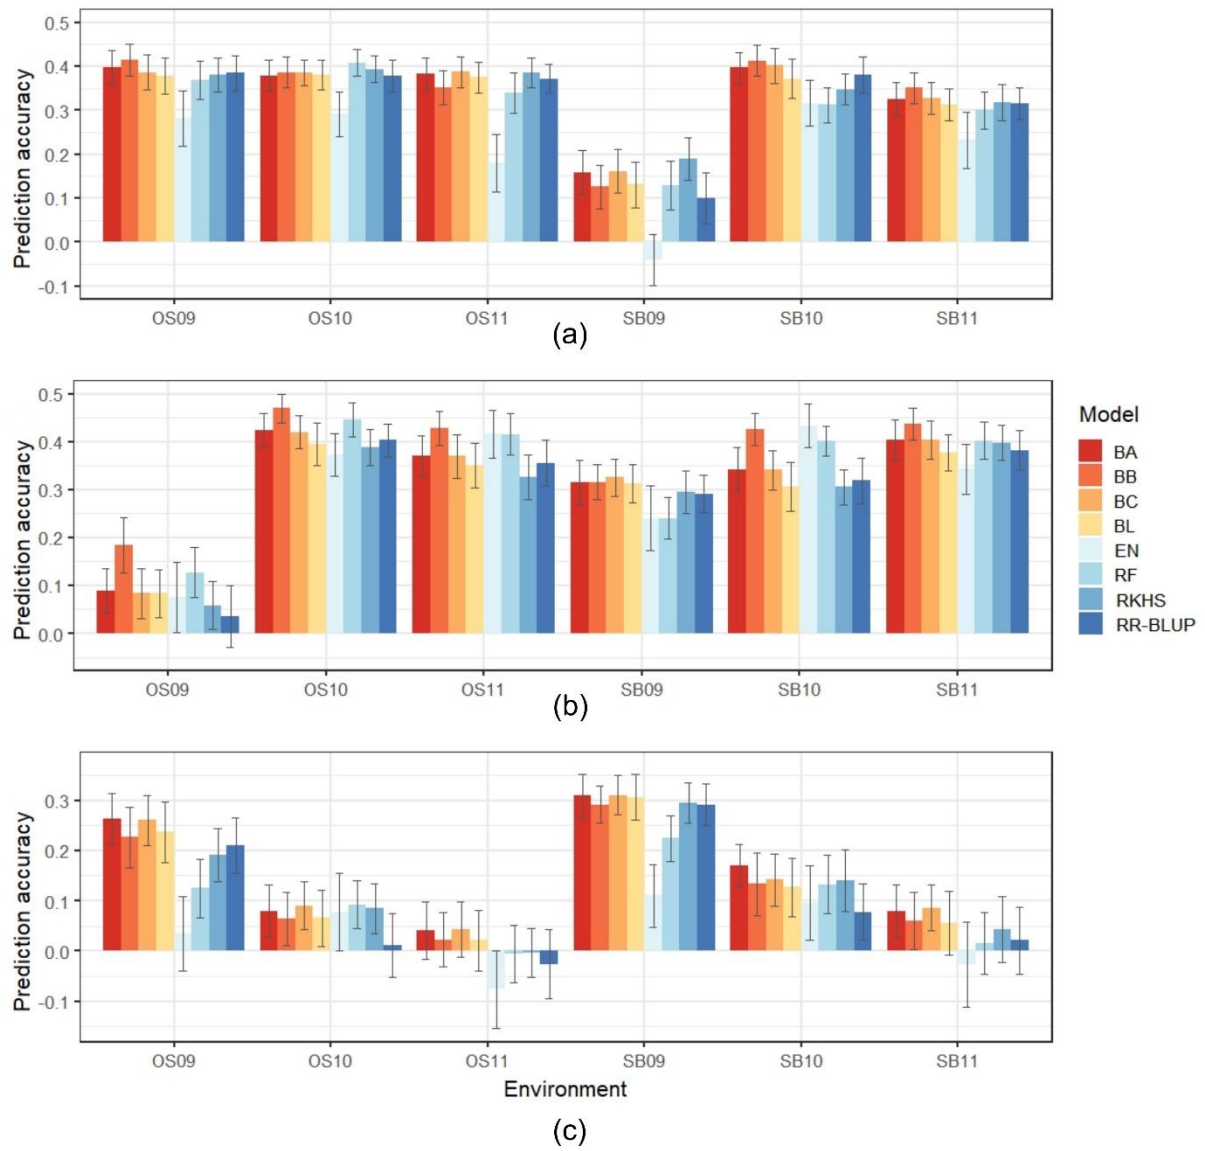 Prediction accuracy
0.5
0.4
0.3
0.2
0.1
0.0
-0.1
OS09 OS10 OS11 SB09 SB10 SB11
(a)
Prediction accuracy
0.5
0.4
0.3
0.2
0.1
0.0
OS09 OS10 OS11 SB09 SB10 SB11
(b)
Model
BA
BB
BC
BL
EN
RF
RKHS
RR-BLUP
Prediction accuracy
0.3
0.2
0.1
0.0
-0.1
OS09 OS10 OS11 SB09 SB10 SB11
Environment
(c)